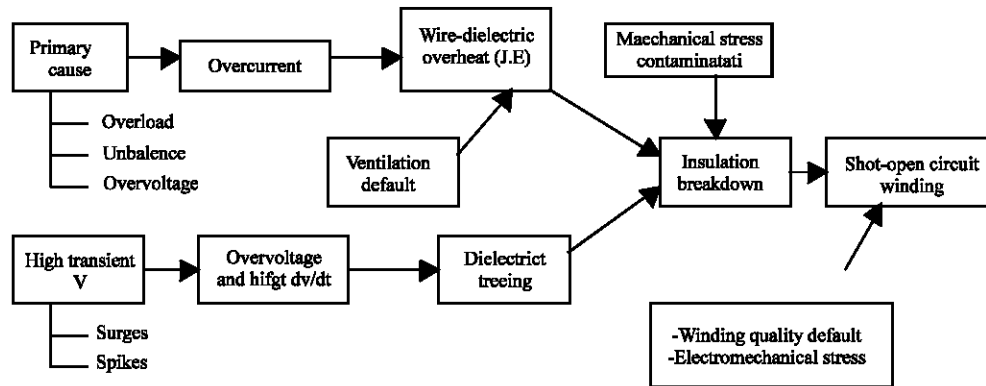 Primary
cause
Overcurrent
Wire-dielectric
overheat (J.E)
Maechanical stress
contaminatati
Overload
Unbalence
Overvoltage
Ventilation
default
Insulation
breakdown
Shot-open circuit
winding
High transient
V
Overvoltage
and hifgt dv/dt
Dielectrict
treeing
Surges
Spikes
-Winding quality default
-Electromechanical stress